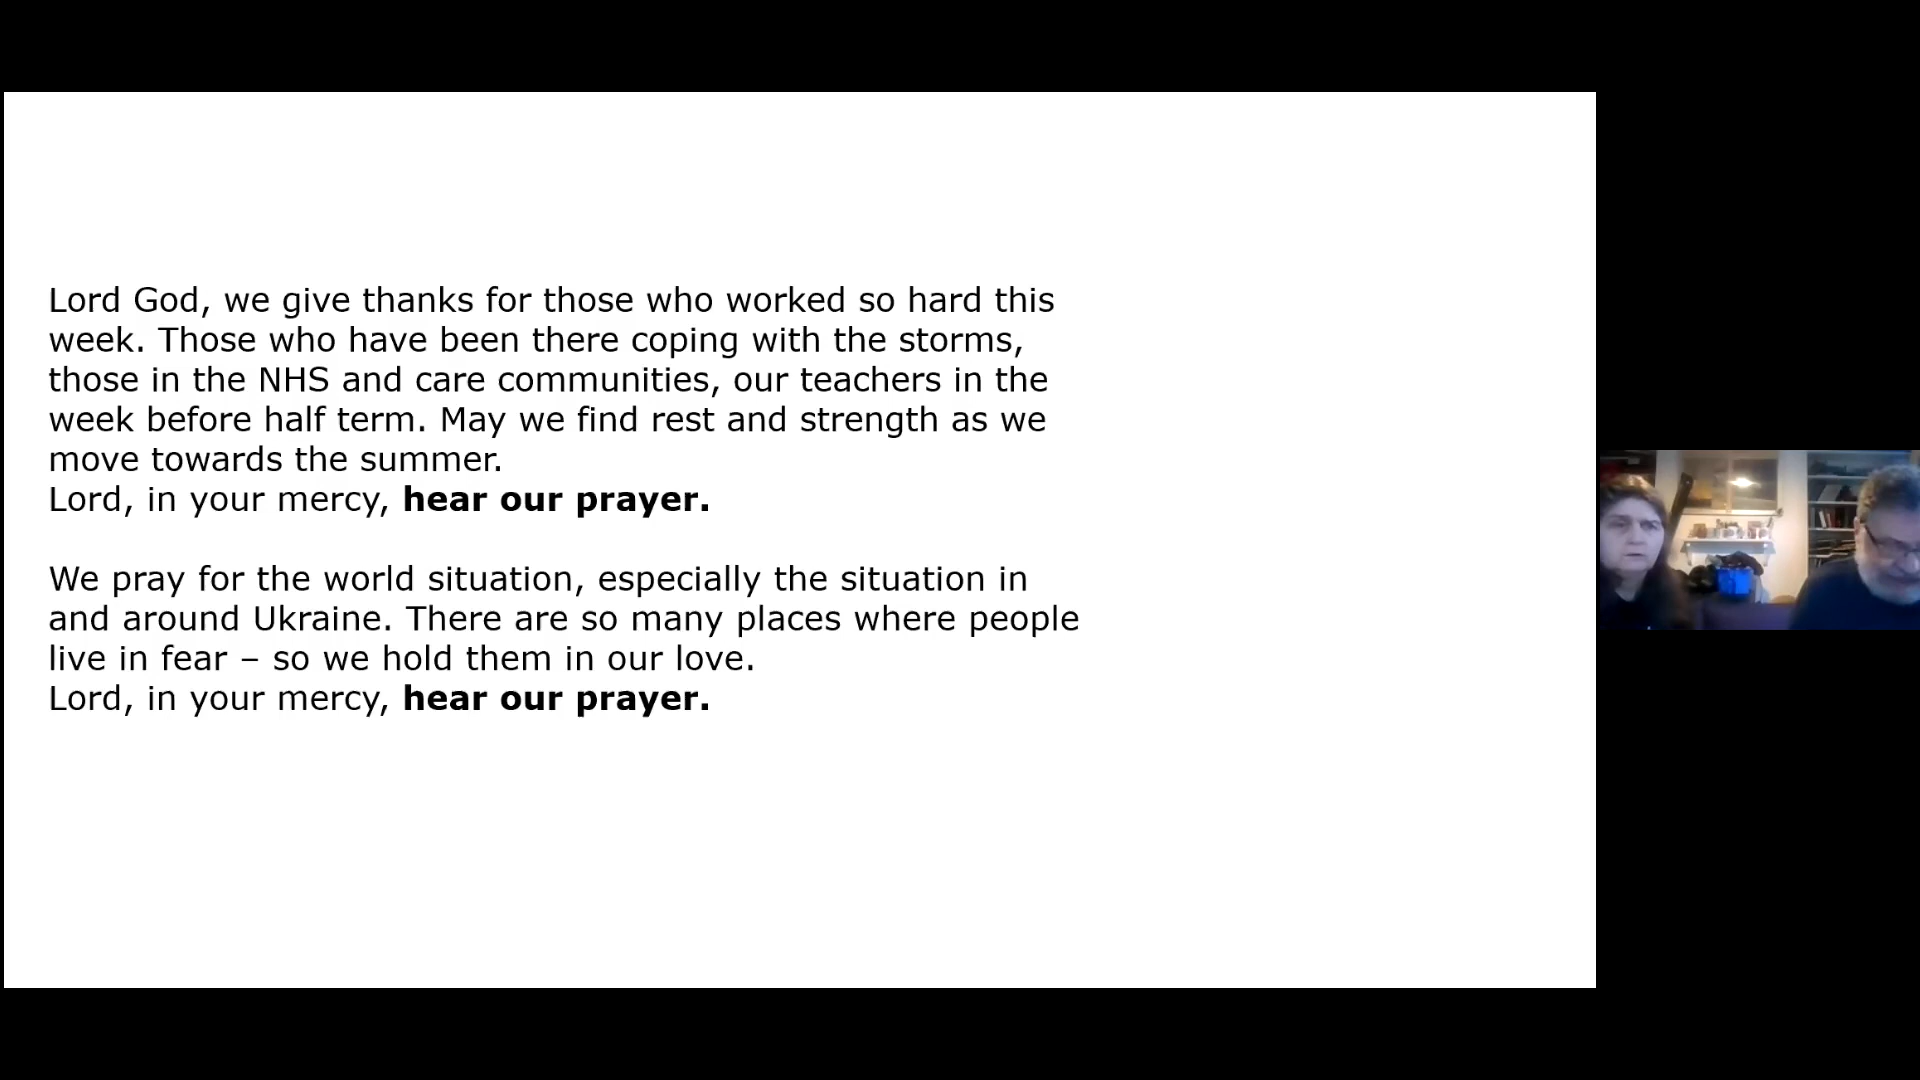 Lord God, we give thanks for those who worked so hard this
week. Those who have been there coping with the storms,
those in the NHS and care communities, our teachers in the
week before half term. May we find rest and strength as we
move towards the summer.
Lord, in your mercy, hear our prayer.
We pray for the world situation, especially the situation in
and around Ukraine. There are so many places where people
live in fear – so we hold them in our love.
Lord, in your mercy, hear our prayer.